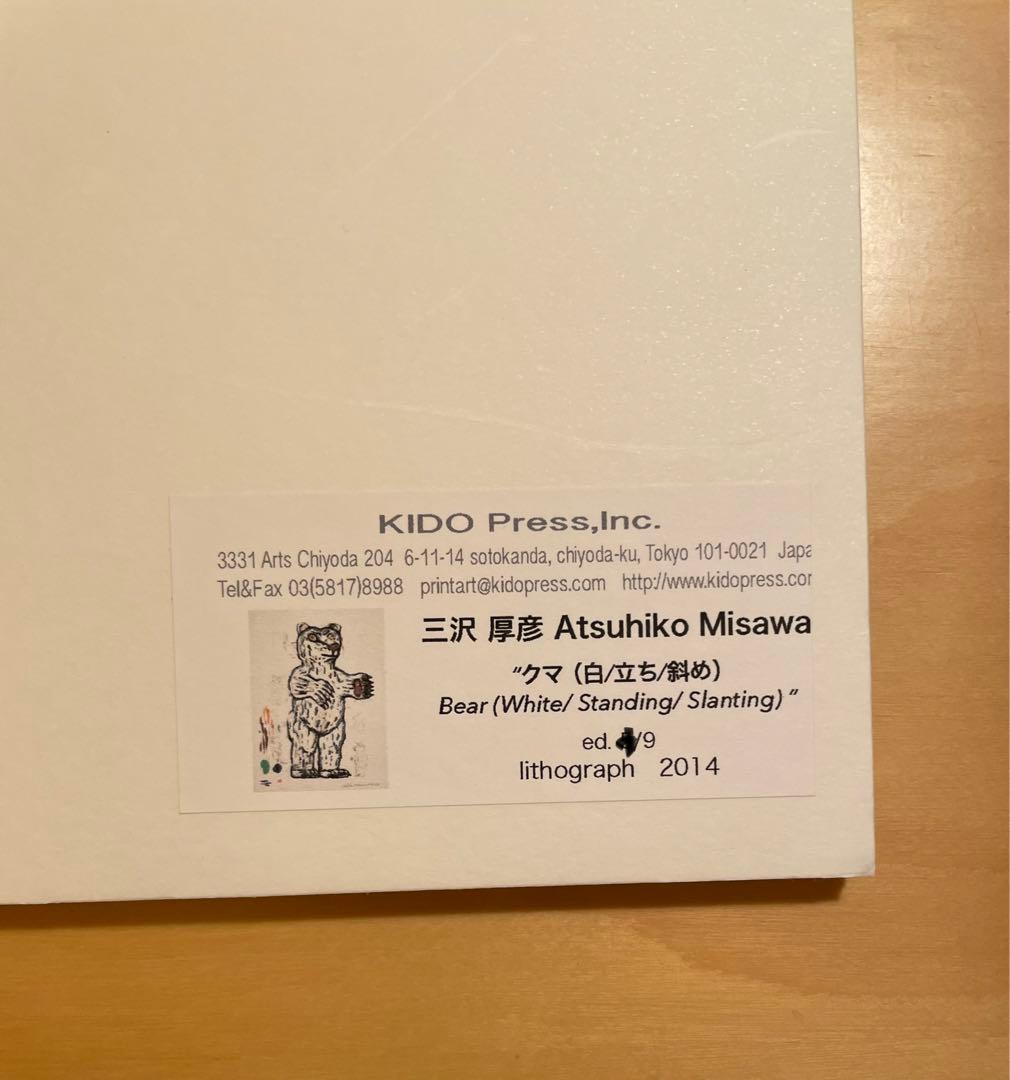 KIDO Press,Inc.
3331 Arts Chiyoda 204 6-11-14 sotokanda, chiyoda-ku, Tokyo 101-0021 Japa
Tel&Fax 03(5817)8988 printart@kidopress.com http://www.kidopress.cor
三沢 厚彦 Atsuhiko Misawa
"クマ（白/立ち/斜め）
Bear (White/ Standing/ Slanting) "
ed. /9
lithograph 2014